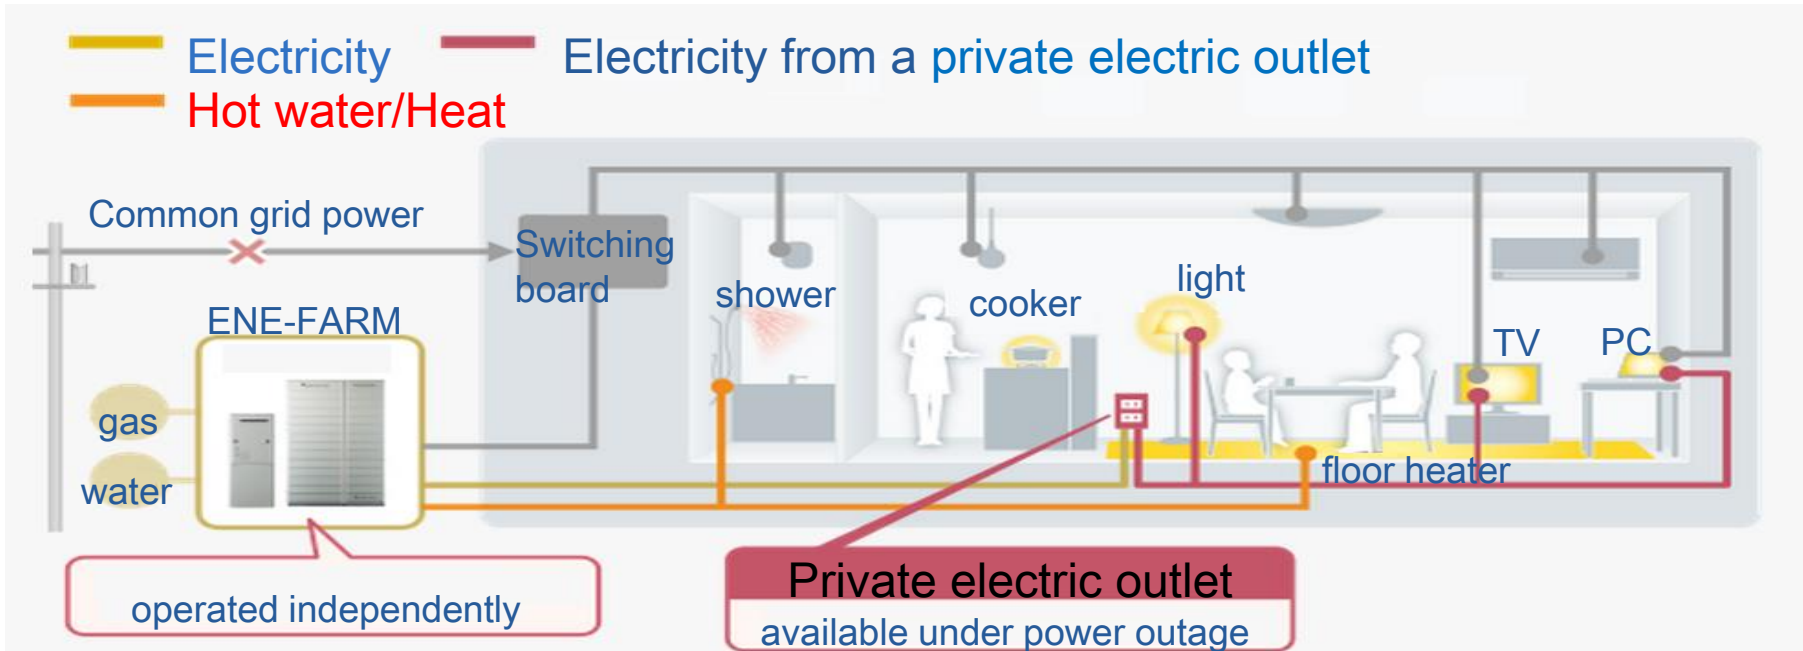 Electricity
Electricity from a private electric outlet
Hot water/Heat
Common grid power
Switching
board
ENE-FARM
gas
water
shower
cooker
light
TV
PC
floor heater
operated independently
Private electric outlet
available under power outage